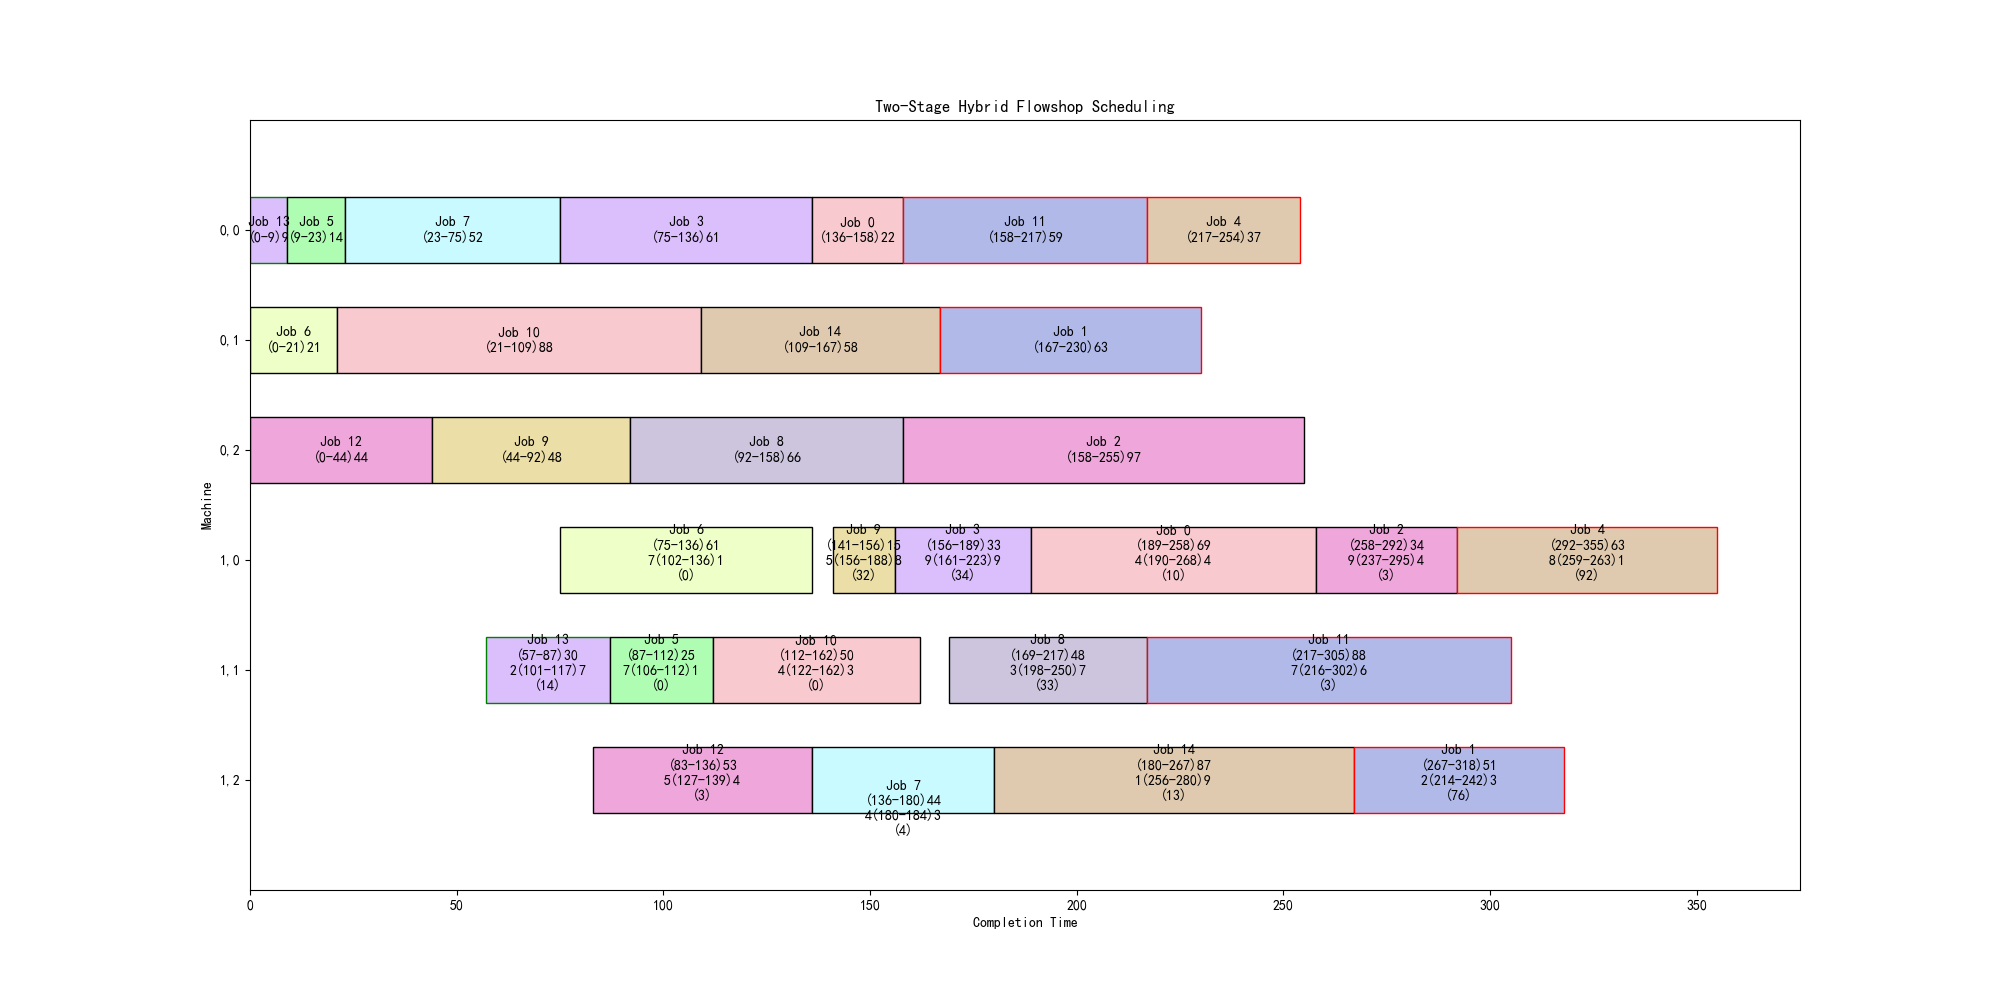 Two-Stage Hybrid Flowshop Scheduling
Machine
0,0
Job 13
(0-9)9
Job 5
(9-23)14
Job 7
(23-75)52
Job 3
(75-136)61
Job 0
(136-158)22
Job 11
(158-217)59
Job 4
(217-254)37
0,1
Job 6
(0-21)21
Job 10
(21-109)88
Job 14
(109-167)58
Job 1
(167-230)63
0,2
Job 12
(0-44)44
Job 9
(44-92)48
Job 8
(92-158)66
Job 2
(158-255)97
1,0
Job 6
(75-136)61
7(102-136)1
(0)
Job 9
(141-156)15
5(156-188)8
(32)
Job 3
(156-189)33
9(161-223)9
(34)
Job 0
(189-258)69
4(190-268)4
(10)
Job 2
(258-292)34
9(237-295)4
(3)
Job 4
(292-355)63
8(259-263)1
(92)
1,1
Job 13
(57-87)30
2(101-117)7
(14)
Job 5
(87-112)25
7(106-112)1
(0)
Job 10
(112-162)50
4(122-162)3
(0)
Job 8
(169-217)48
3(198-250)7
(33)
Job 11
(217-305)88
7(216-302)6
(3)
1,2
Job 12
(83-136)53
5(127-139)4
(3)
Job 7
(136-180)44
4(180-184)3
(4)
Job 14
(180-267)87
1(256-280)9
(13)
Job 1
(267-318)51
2(214-242)3
(76)
0
50
100
150
200
250
300
350
Completion Time